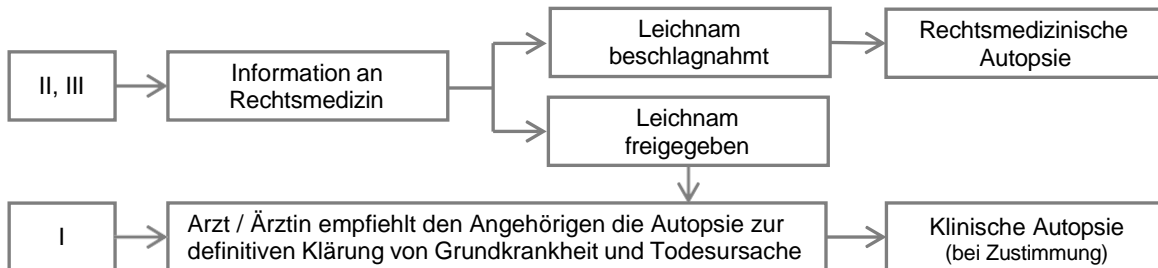 II, III
Information an
Rechtsmedizin
Leichnam
beschlagnahmt
Rechtsmedizinische
Autopsie
Leichnam
freigegeben
I
Arzt / Ärztin empfiehlt den Angehörigen die Autopsie zur
definitiven Klärung von Grundkrankheit und Todesursache
Klinische Autopsie
(bei Zustimmung)